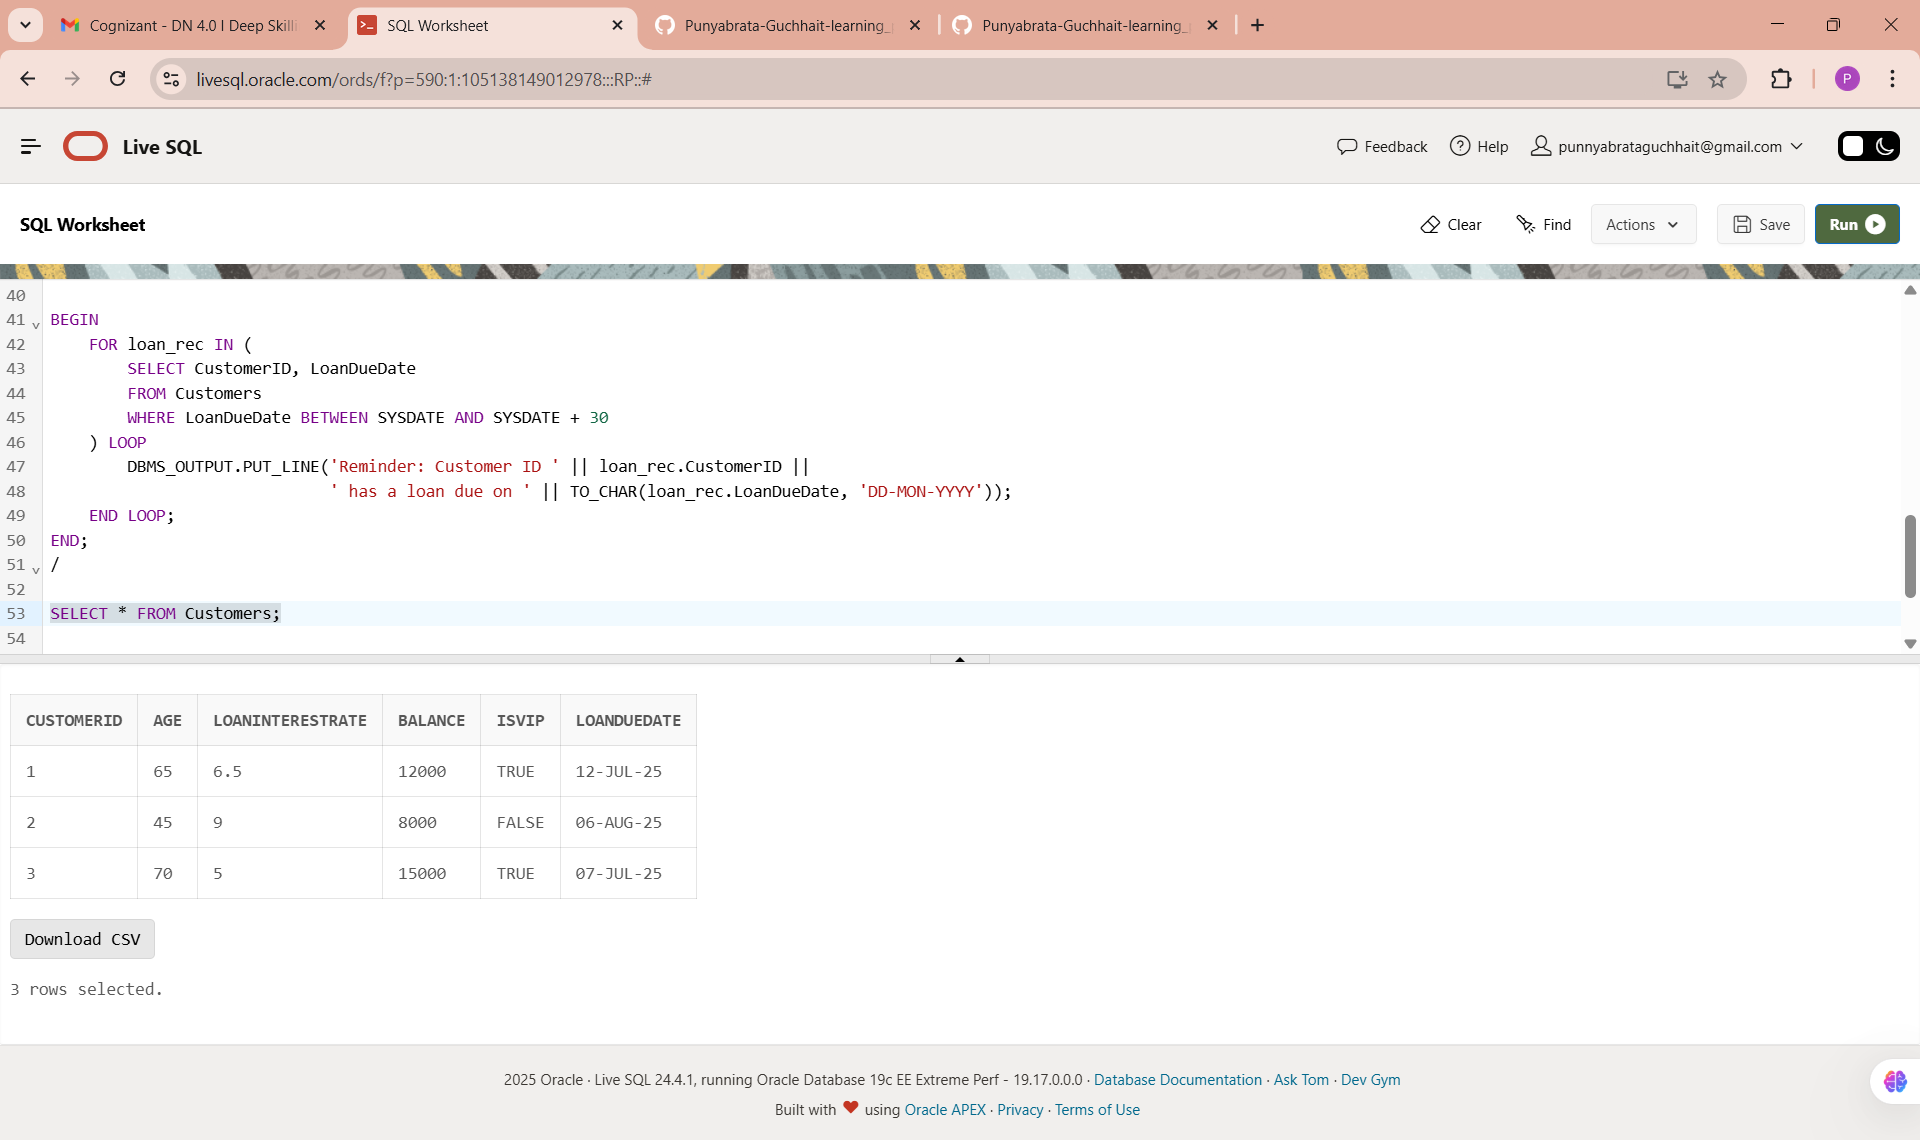 Cognizant - DN 4.0 I Deep Skilli
SQL Worksheet
Punyabrata-Guchhait-learning_
Punyabrata-Guchhait-learning_
livesql.oracle.com/ords/f?p=590:1:105138149012978:::RP::#
P
Live SQL
Feedback
Help
punnyabrataguchhait@gmail.com
SQL Worksheet
Clear
Find
Actions
Save
Run
40
41 BEGIN
42 FOR loan_rec IN (
43 SELECT CustomerID, LoanDueDate
44 FROM Customers
45 WHERE LoanDueDate BETWEEN SYSDATE AND SYSDATE + 30
46 ) LOOP
47 DBMS_OUTPUT.PUT_LINE('Reminder: Customer ID ' || loan_rec.CustomerID ||
48 ' has a loan due on ' || TO_CHAR(loan_rec.LoanDueDate, 'DD-MON-YYYY'));
49 END LOOP;
50 END;
51 /
52
53 SELECT * FROM Customers;
54
CUSTOMERID AGE LOANINTERESTRATE BALANCE ISVIP LOANDUEDATE
1 65 6.5 12000 TRUE 12-JUL-25
2 45 9 8000 FALSE 06-AUG-25
3 70 5 15000 TRUE 07-JUL-25
Download CSV
3 rows selected.
2025 Oracle · Live SQL 24.4.1, running Oracle Database 19c EE Extreme Perf - 19.17.0.0.0 · Database Documentation · Ask Tom · Dev Gym
Built with ❤ using Oracle APEX · Privacy · Terms of Use